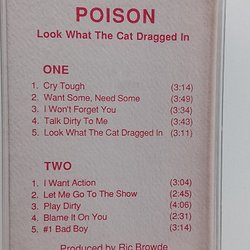 POISON
Look What The Cat Dragged In
ONE
1. Cry Tough (3:14)
2. Want Some, Need Some (3:49)
3. I Won't Forget You (3:34)
4. Talk Dirty To Me (3:43)
5. Look What The Cat Dragged In (3:11)
TWO
1. I Want Action (3:04)
2. Let Me Go To The Show (2:45)
3. Play Dirty (4:06)
4. Blame It On You (2:31)
5. #1 Bad Boy (3:14)
Produced by Ric Browde